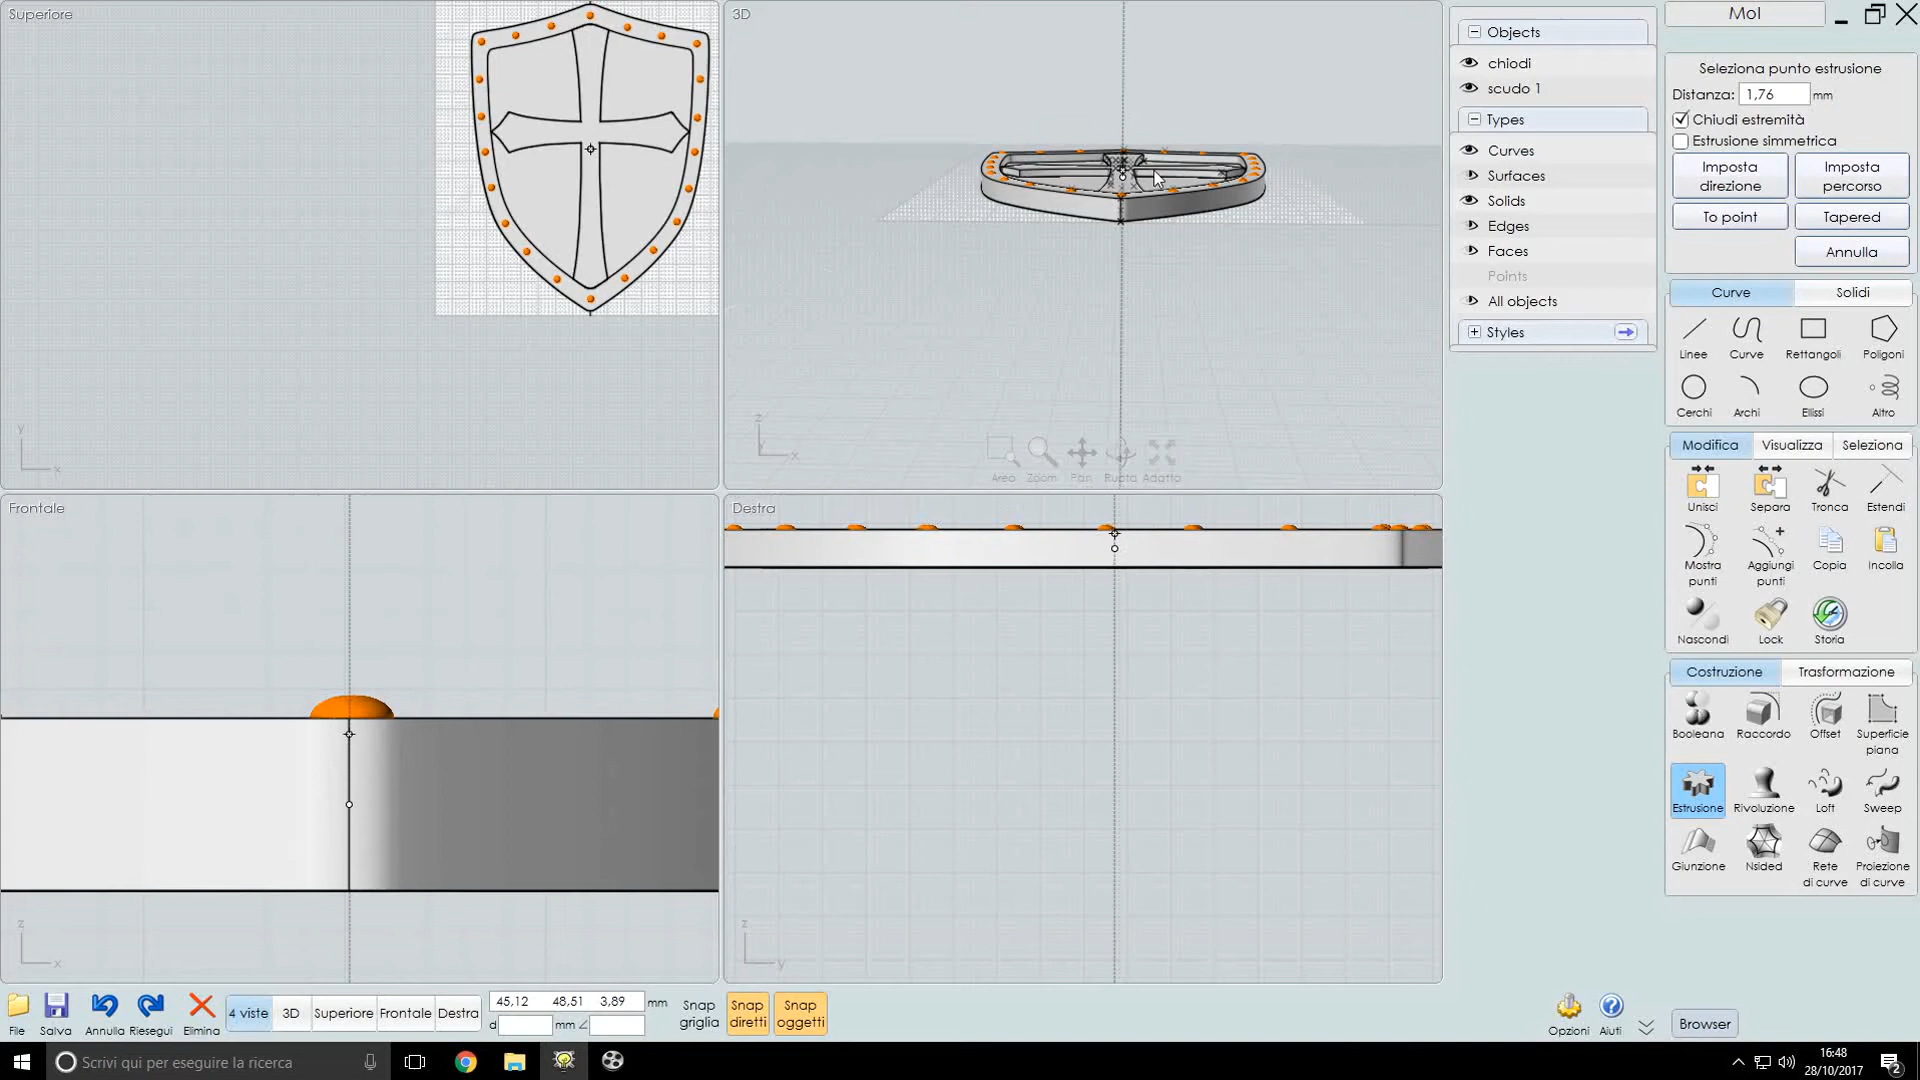 Superiore
3D
Objects
chiodi
scudo 1
Types
Curves
Surfaces
Solids
Edges
Faces
Points
All objects
Styles
MoI
Seleziona punto estrusione
Distanza: 1,76 mm
Chiudi estremità
Estrusione simmetrica
Imposta direzione
Imposta percorso
To point
Tapered
Annulla
Curve
Solidi
Linee
Curve
Rettangoli
Poligoni
Cerchi
Archi
Ellissi
Altro
Modifica
Visualizza
Seleziona
Unisci
Separa
Tronca
Estendi
Mostra punti
Aggiungi punti
Copia
Incolla
Nascondi
Lock
Storia
Costruzione
Trasformazione
Booleana
Raccordo
Offset
Superficie piana
Estrusione
Rivoluzione
Loft
Sweep
Giunzione
Nsided
Rete di curve
Proiezione di curve
Area
Zoom
Pan
Ruota
Adatta
z
x
y
x
Frontale
Destra
z
x
z
y
File
Salva
Annulla
Riesegui
Elimina
4 viste
3D
Superiore
Frontale
Destra
45,12 48,51 3,89 mm
d mm
Snap griglia
Snap diretti
Snap oggetti
Opzioni
Aiuti
Browser
Scrivi qui per eseguire la ricerca
16:48
28/10/2017
2